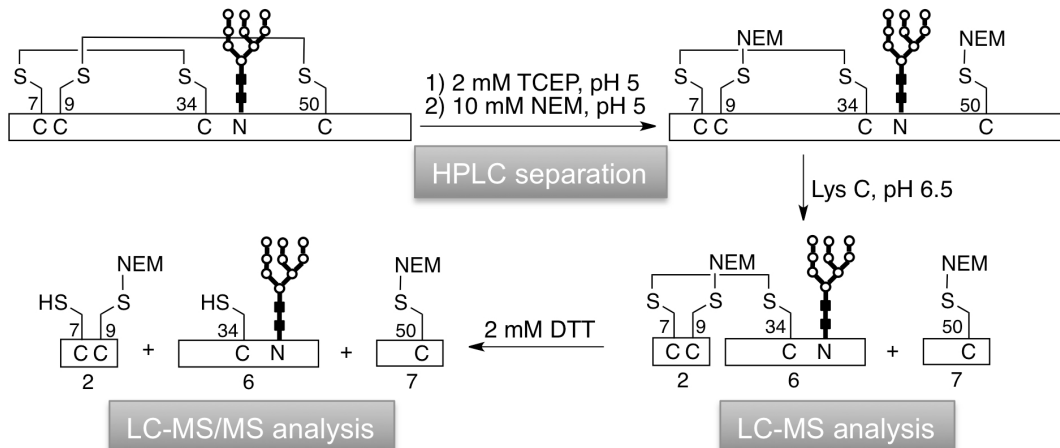 S S S S
7 9 34 50
C C C N C
1) 2 mM TCEP, pH 5
2) 10 mM NEM, pH 5
HPLC separation
NEM NEM
S S S S
7 9 34 50
C C C N C
Lys C, pH 6.5
NEM NEM
S S S S
7 9 34 50
C C C N + C
2 6 7
LC-MS analysis
2 mM DTT
NEM NEM
HS S HS S
7 9 34 50
C C + C N + C
2 6 7
LC-MS/MS analysis